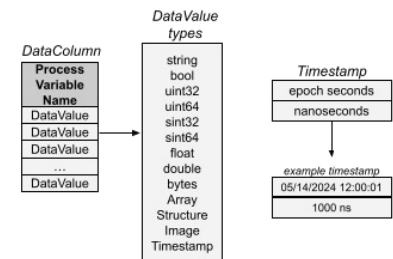 DataColumn
Process
Variable
Name
DataValue
DataValue
DataValue
...
DataValue
DataValue
types
string
bool
uint32
uint64
sint32
sint64
float
double
bytes
Array
Structure
Image
Timestamp
Timestamp
epoch seconds
nanoseconds
example timestamp
05/14/2024 12:00:01
1000 ns